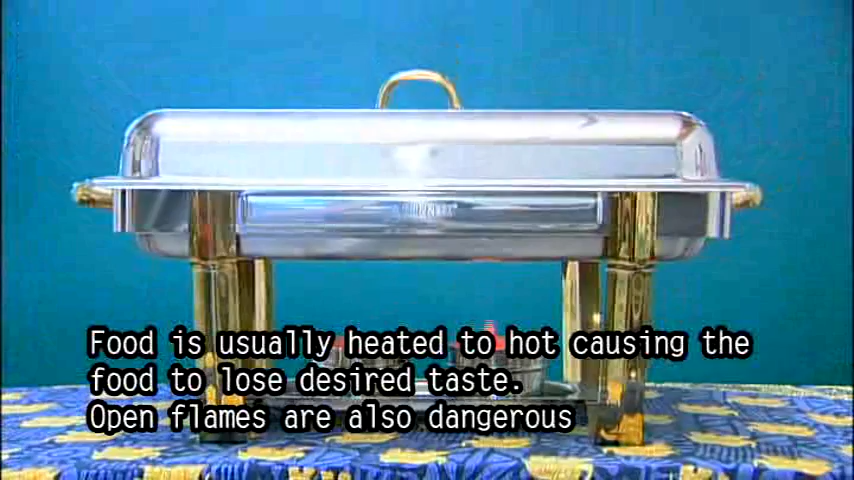 Food is usually heated to hot causing the
food to lose desired taste.
Open flames are also dangerous